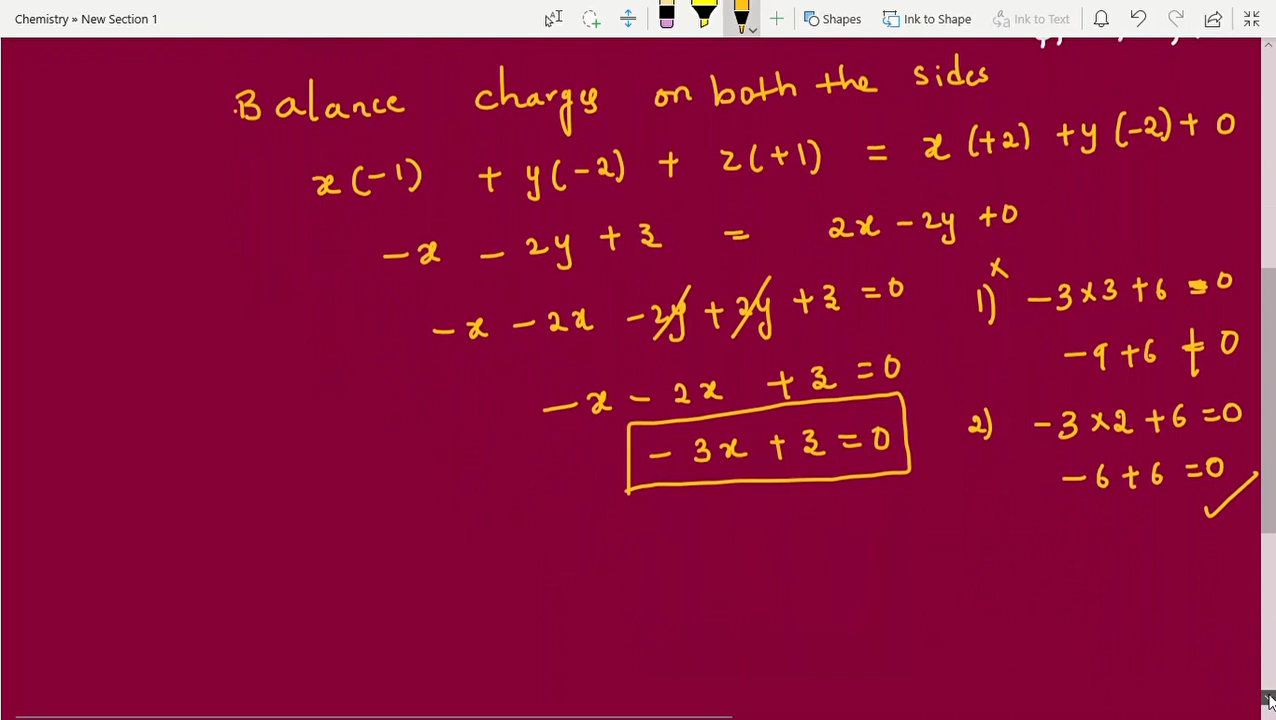 Chemistry » New Section 1
Shapes
Ink to Shape
Ink to Text
Balance charges on both the sides
x(-1) + y(-2) + z(+1) = x(+2) + y(-2) + 0
-x - 2y + z = 2x - 2y + 0
-x - 2x - 2y + 2y + z = 0
-x - 2x + z = 0
-3x + z = 0
x
1) -3×3 + 6 = 0
-9 + 6 ≠ 0
2) -3×2 + 6 = 0
-6 + 6 = 0 ✓